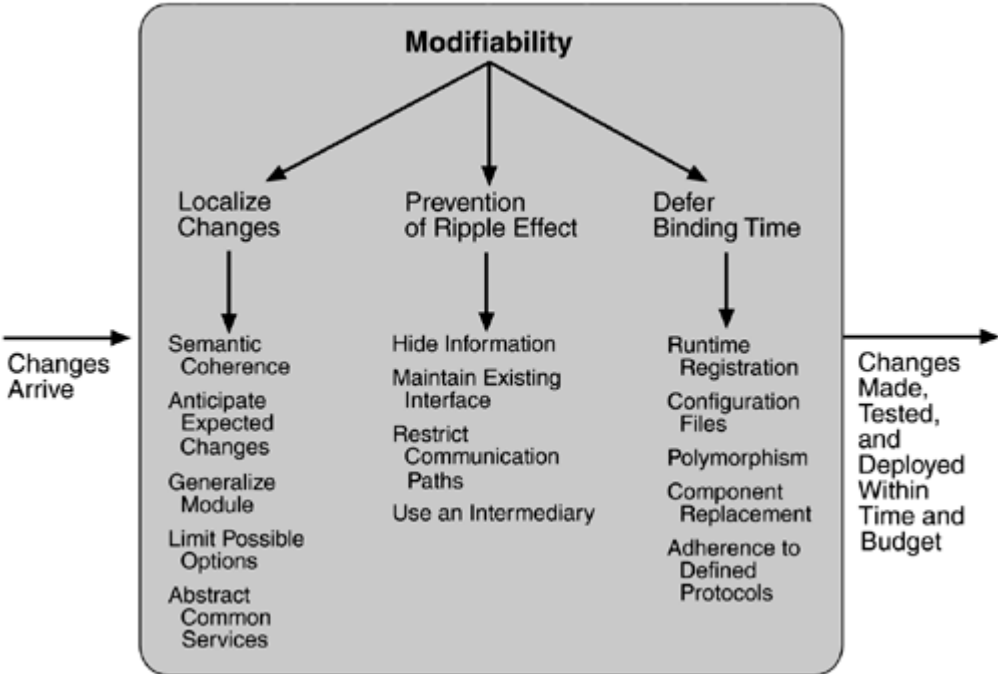 Modifiability
Localize
Changes
Prevention
of Ripple Effect
Defer
Binding Time
Changes
Arrive
Semantic
Coherence
Anticipate
Expected
Changes
Generalize
Module
Limit Possible
Options
Abstract
Common
Services
Hide Information
Maintain Existing
Interface
Restrict
Communication
Paths
Use an Intermediary
Runtime
Registration
Configuration
Files
Polymorphism
Component
Replacement
Adherence to
Defined
Protocols
Changes
Made,
Tested,
and
Deployed
Within
Time and
Budget